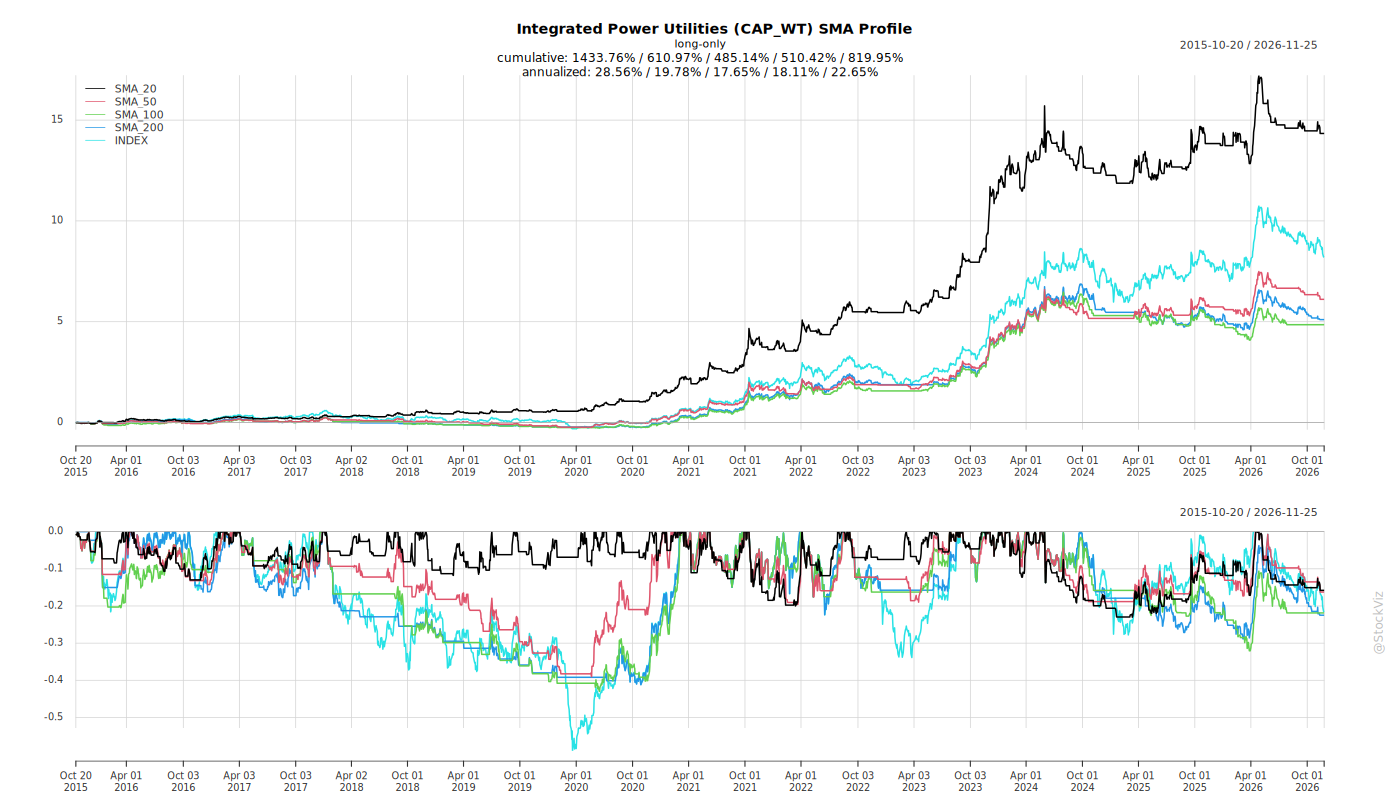 Integrated Power Utilities (CAP_WT) SMA Profile
long-only
cumulative: 1433.76% / 610.97% / 485.14% / 510.42% / 819.95%
annualized: 28.56% / 19.78% / 17.65% / 18.11% / 22.65%
2015-10-20 / 2026-11-25
SMA_20
SMA_50
SMA_100
SMA_200
INDEX
15
10
5
0
Oct 20 Apr 01 Oct 03 Apr 03 Oct 03 Apr 02 Oct 01 Apr 01 Oct 01 Apr 01 Oct 01 Apr 01 Oct 01 Apr 01 Oct 03 Apr 03 Oct 03 Apr 01 Oct 01 Apr 01 Oct 01 Apr 01 Oct 01
2015 2016 2016 2017 2017 2018 2018 2019 2019 2020 2020 2021 2021 2022 2022 2023 2023 2024 2024 2025 2025 2026 2026
2015-10-20 / 2026-11-25
0.0
-0.1
-0.2
-0.3
-0.4
-0.5
Oct 20 Apr 01 Oct 03 Apr 03 Oct 03 Apr 02 Oct 01 Apr 01 Oct 01 Apr 01 Oct 01 Apr 01 Oct 01 Apr 01 Oct 03 Apr 03 Oct 03 Apr 01 Oct 01 Apr 01 Oct 01 Apr 01 Oct 01
2015 2016 2016 2017 2017 2018 2018 2019 2019 2020 2020 2021 2021 2022 2022 2023 2023 2024 2024 2025 2025 2026 2026
@StockViz